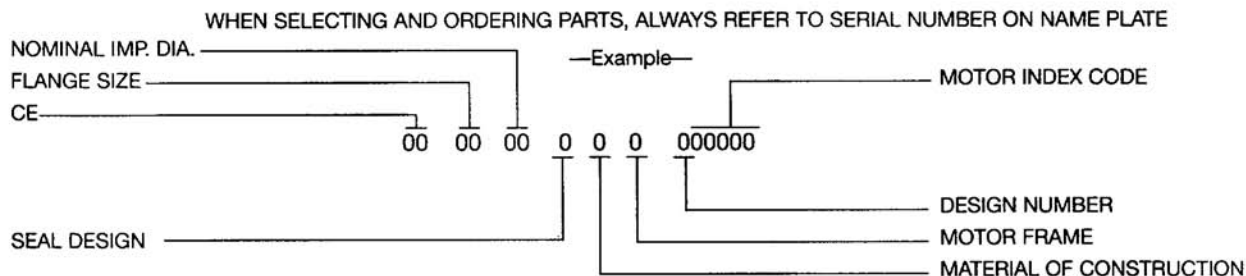 WHEN SELECTING AND ORDERING PARTS, ALWAYS REFER TO SERIAL NUMBER ON NAME PLATE
NOMINAL IMP. DIA.
—Example—
FLANGE SIZE
MOTOR INDEX CODE
CE
00 00 00 0 0 0 000000
DESIGN NUMBER
SEAL DESIGN
MOTOR FRAME
MATERIAL OF CONSTRUCTION